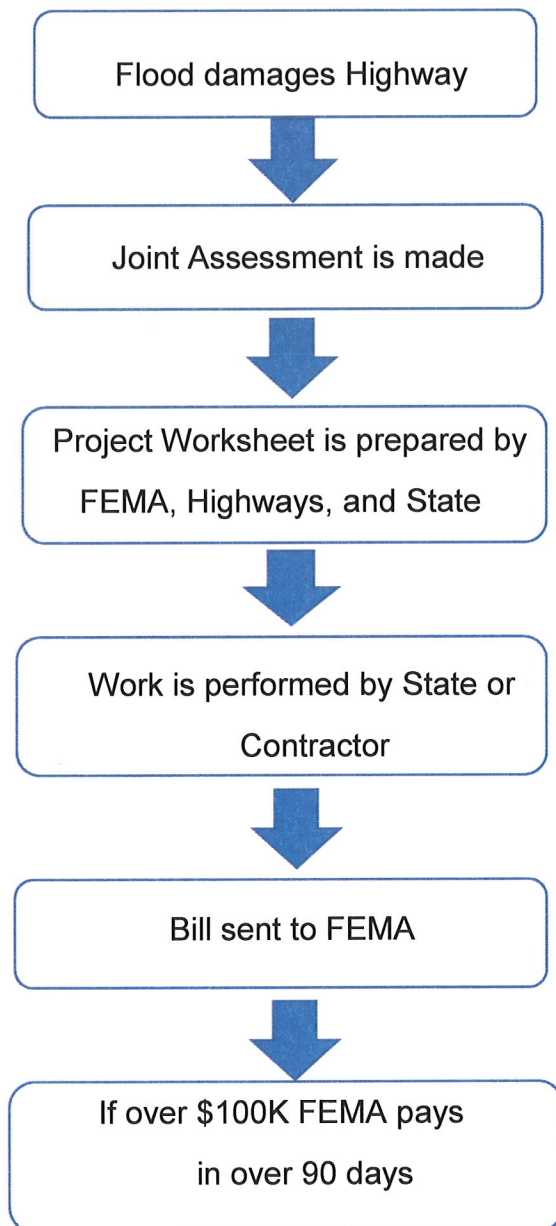 Flood damages Highway
Joint Assessment is made
Project Worksheet is prepared by
FEMA, Highways, and State
Work is performed by State or
Contractor
Bill sent to FEMA
If over $100K FEMA pays
in over 90 days